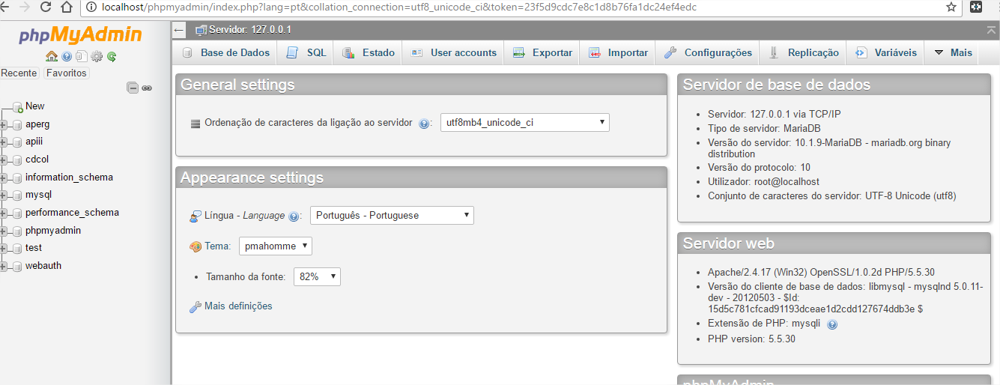 localhost/phpmyadmin/index.php?lang=pt&collation_connection=utf8_unicode_ci&token=23f5d9cdc7e8c1d8b76fa1dc24ef4edc
phpMyAdmin
Recente Favoritos
New
aperg
apiii
cdcol
information_schema
mysql
performance_schema
phpmyadmin
test
webauth
Servidor: 127.0.0.1
Base de Dados SQL Estado User accounts Exportar Importar Configurações Replicação Variáveis Mais
General settings
Ordenação de caracteres da ligação ao servidor : utf8mb4_unicode_ci
Appearance settings
Língua - Language : Português - Portuguese
Tema: pmahomme
Tamanho da fonte: 82%
Mais definições
Servidor de base de dados
Servidor: 127.0.0.1 via TCP/IP
Tipo de servidor: MariaDB
Versão do servidor: 10.1.9-MariaDB - mariadb.org binary
distribution
Versão do protocolo: 10
Utilizador: root@localhost
Conjunto de caracteres do servidor: UTF-8 Unicode (utf8)
Servidor web
Apache/2.4.17 (Win32) OpenSSL/1.0.2d PHP/5.5.30
Versão do cliente de base de dados: libmysql - mysqlnd 5.0.11-
dev - 20120503 - $Id:
15d5c781cfcad91193dceae1d2cdd127674ddb3e $
Extensão de PHP: mysqli
PHP version: 5.5.30
phpMyAdmin